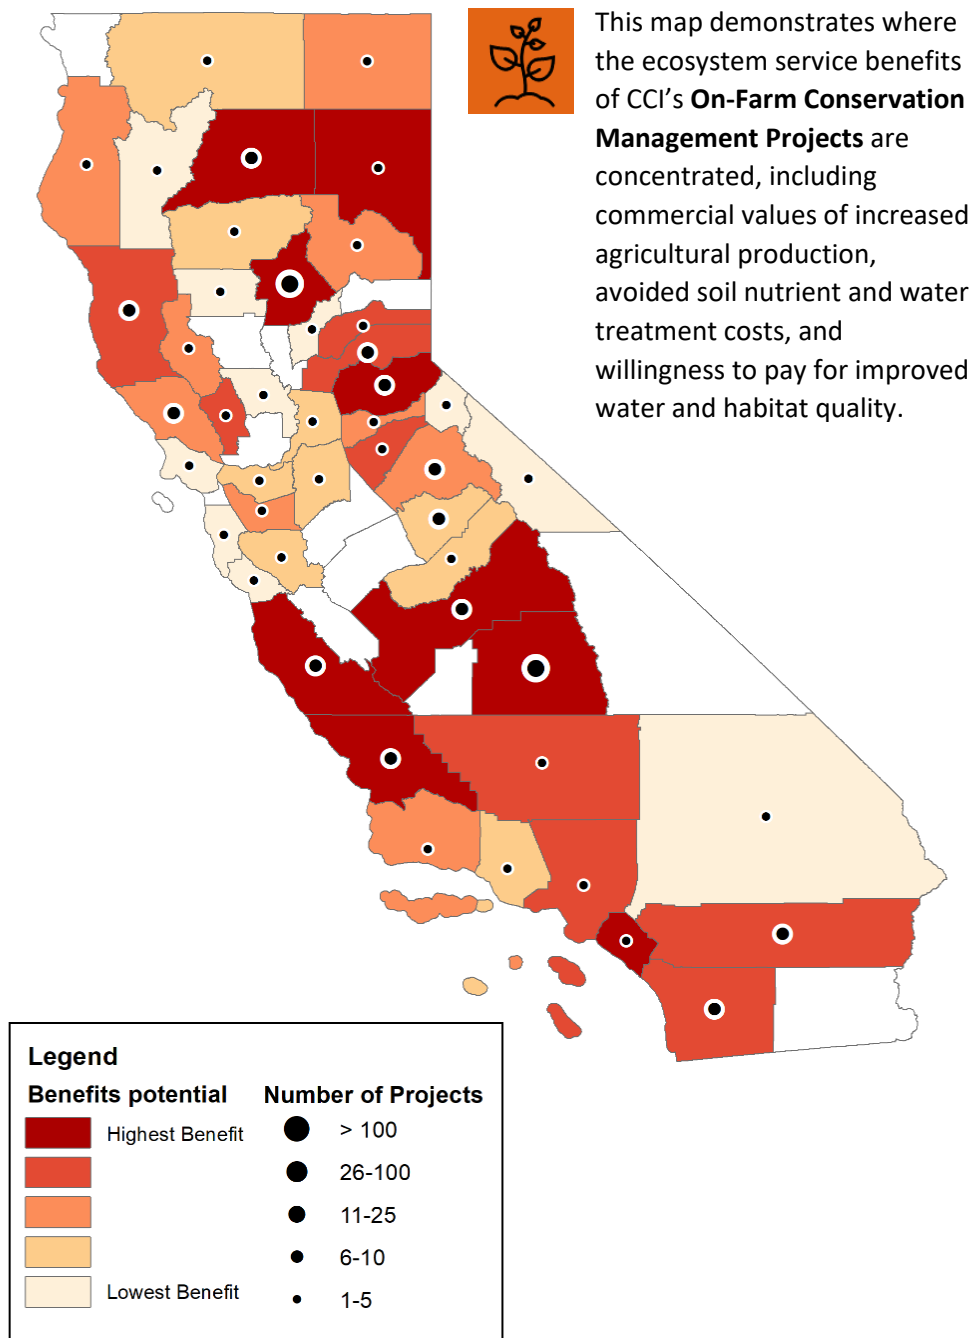 This map demonstrates where
the ecosystem service benefits
of CCI’s On-Farm Conservation
Management Projects are
concentrated, including
commercial values of increased
agricultural production,
avoided soil nutrient and water
treatment costs, and
willingness to pay for improved
water and habitat quality.
Legend
Benefits potential
Highest Benefit
Lowest Benefit
Number of Projects
> 100
26-100
11-25
6-10
1-5